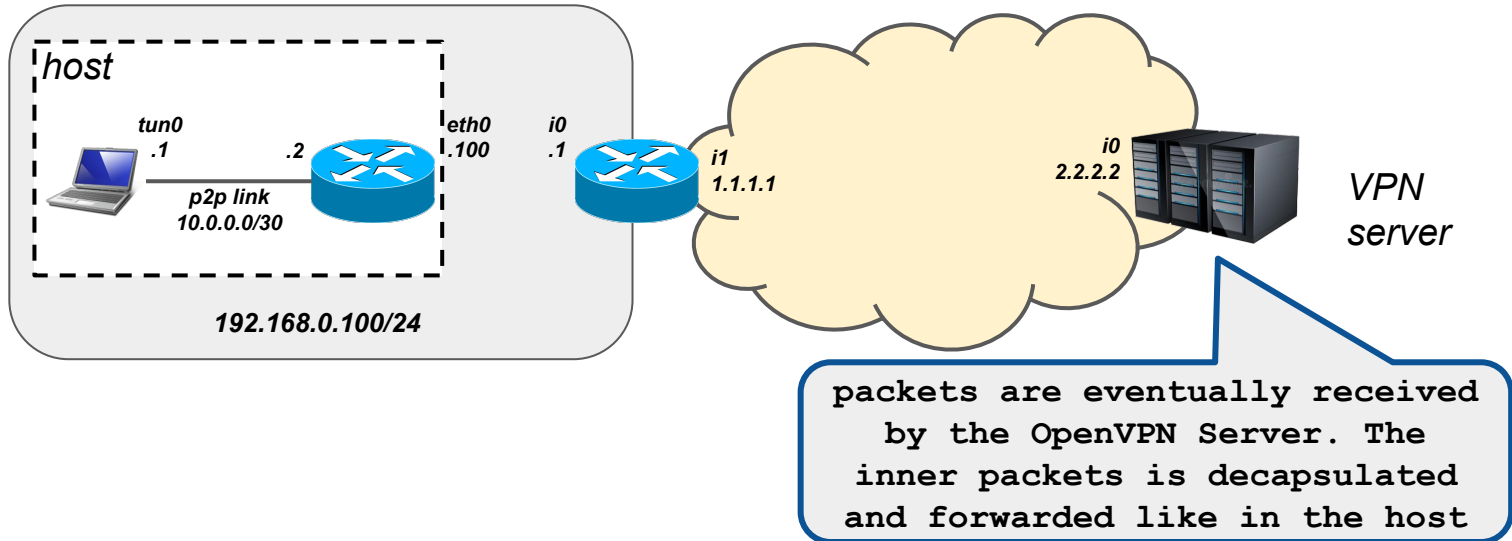 host
tun0
.1
.2
eth0
.100
i0
.1
p2p link
10.0.0.0/30
192.168.0.100/24
i1
1.1.1.1
i0
2.2.2.2
VPN
server
packets are eventually received
by the OpenVPN Server. The
inner packets is decapsulated
and forwarded like in the host